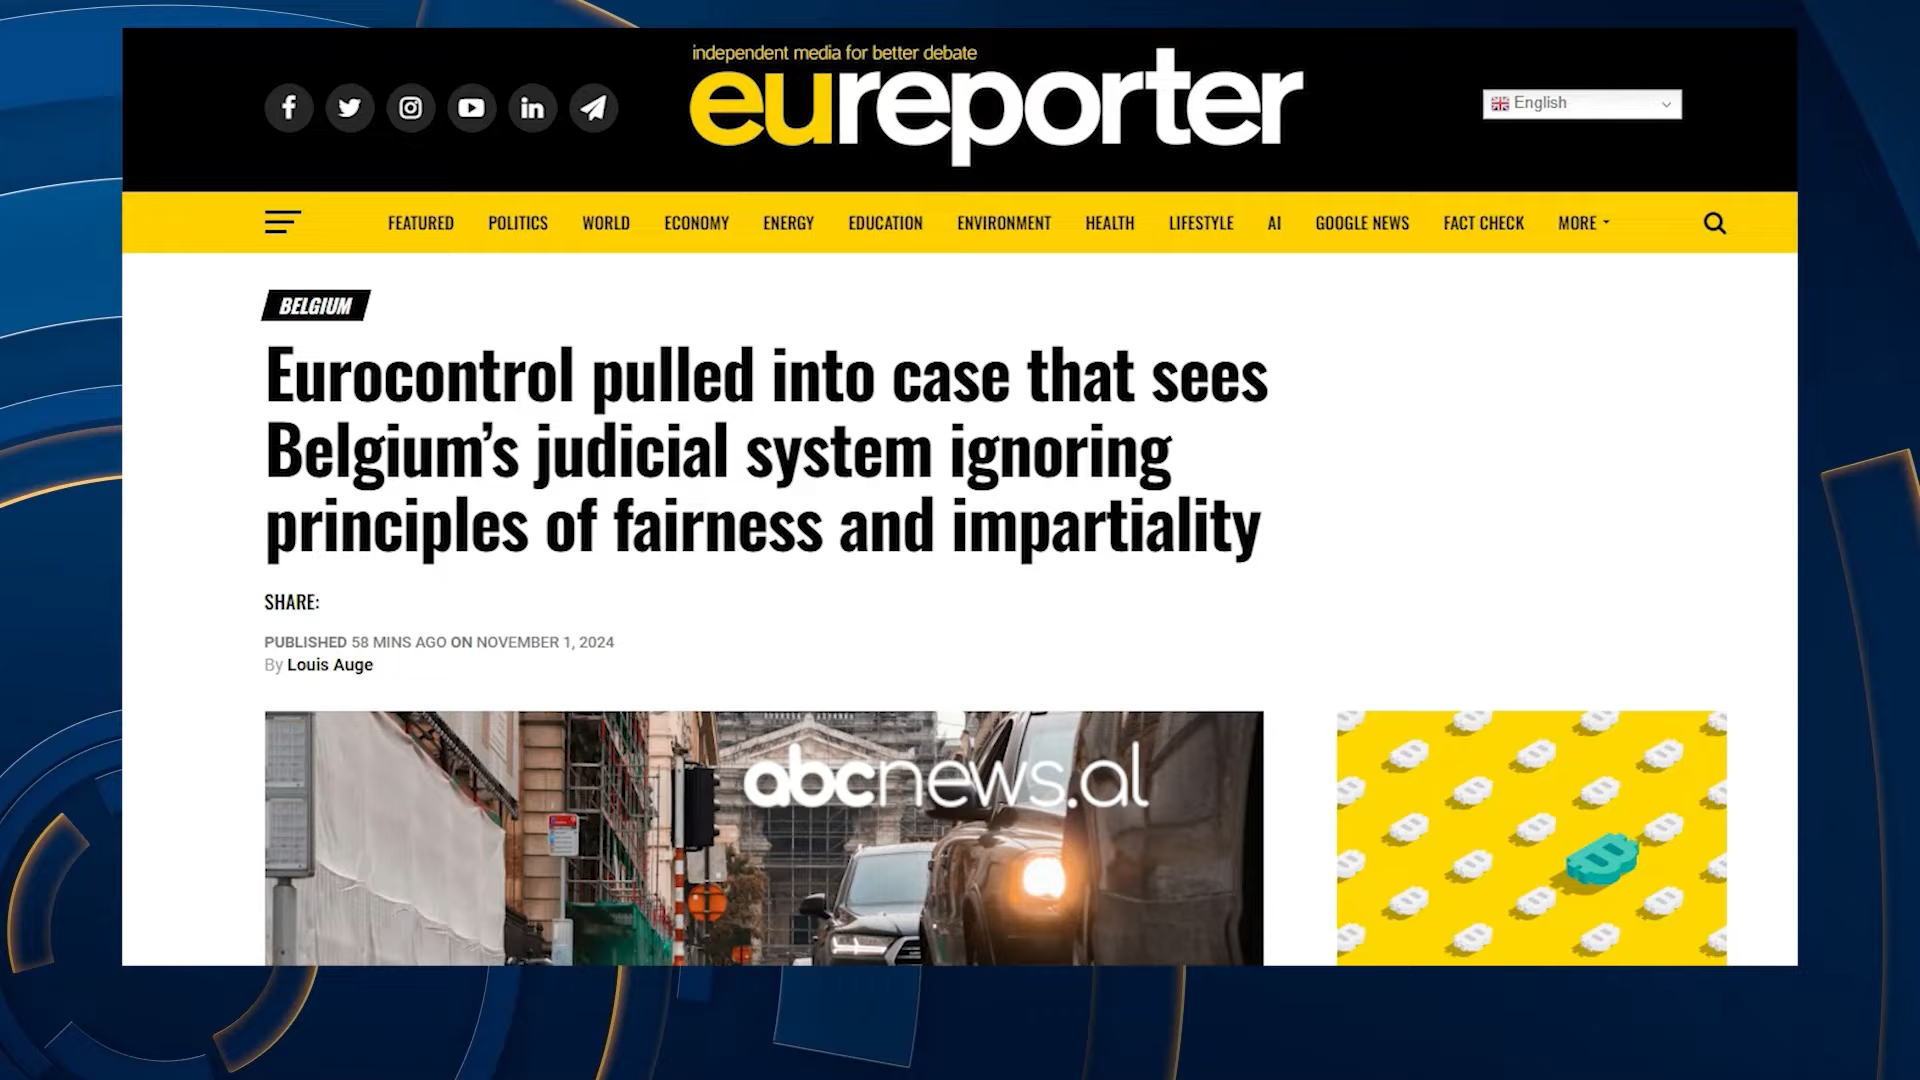 independent media for better debate
eureporter
English
FEATURED POLITICS WORLD ECONOMY ENERGY EDUCATION ENVIRONMENT HEALTH LIFESTYLE AI GOOGLE NEWS FACT CHECK MORE
BELGIUM
Eurocontrol pulled into case that sees
Belgium’s judicial system ignoring
principles of fairness and impartiality
SHARE:
PUBLISHED 58 MINS AGO ON NOVEMBER 1, 2024
By Louis Auge
abcnews.al